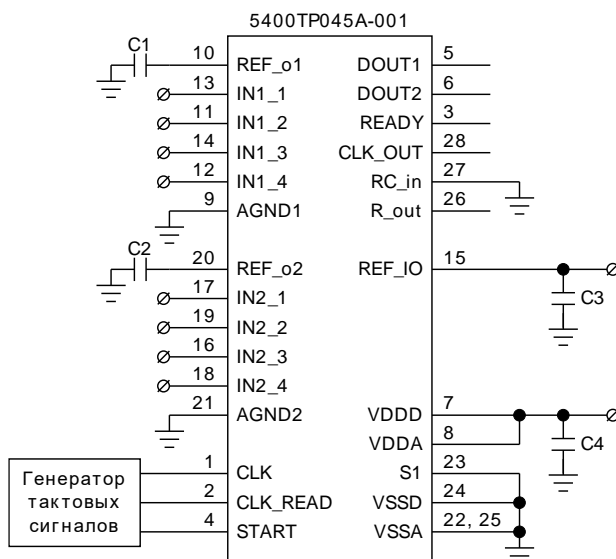 5400TP045A-001
C1
10 REF_o1 DOUT1 5
13 IN1_1 DOUT2 6
11 IN1_2 READY 3
14 IN1_3 CLK_OUT 28
12 IN1_4 RC_in 27
9 AGND1 R_out 26
C2
20 REF_o2 REF_IO 15
17 IN2_1
C3
19 IN2_2
16 IN2_3
18 IN2_4
21 AGND2 VDDD 7
VDDA 8
C4
1 CLK S1 23
2 CLK_READ VSSD 24
4 START VSSA 22, 25
Генератор
тактовых
сигналов